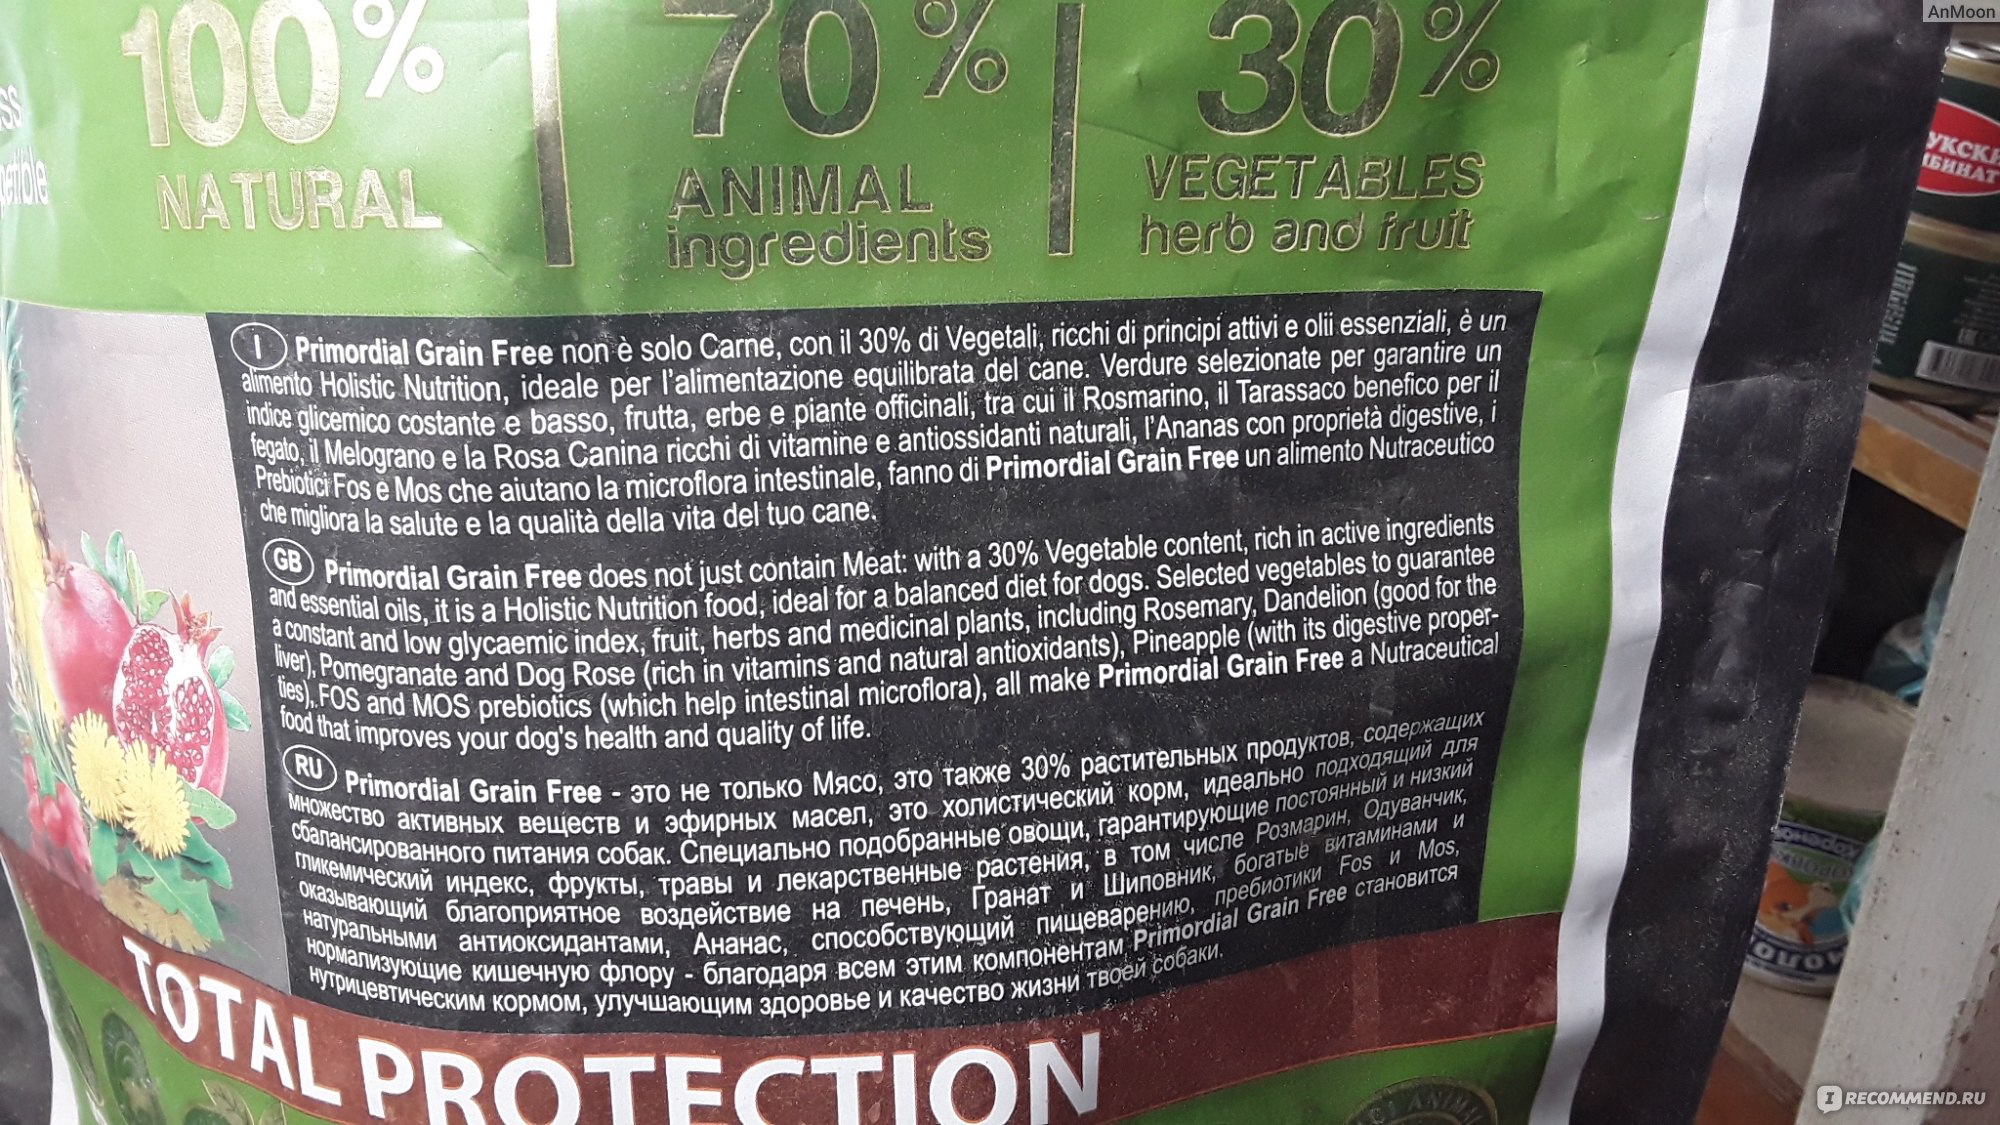 AnMoon
100%
NATURAL
70%
ANIMAL
ingredients
30%
VEGETABLES
herb and fruit
I Primordial Grain Free non è solo Carne, con il 30% di Vegetali, ricchi di principi attivi e olii essenziali, è un
alimento Holistic Nutrition, ideale per l'alimentazione equilibrata del cane. Verdure selezionate per garantire un
indice glicemico costante e basso, frutta, erbe e piante officinali, tra cui il Rosmarino, il Tarassaco benefico per il
fegato, il Melograno e la Rosa Canina ricchi di vitamine e antiossidanti naturali, l'Ananas con proprietà digestive, i
Prebiotici Fos e Mos che aiutano la microflora intestinale, fanno di Primordial Grain Free un alimento Nutraceutico
che migliora la salute e la qualità della vita del tuo cane.
GB Primordial Grain Free does not just contain Meat: with a 30% Vegetable content, rich in active ingredients
and essential oils, it is a Holistic Nutrition food, ideal for a balanced diet for dogs. Selected vegetables to guarantee
a constant and low glycaemic index, fruit, herbs and medicinal plants, including Rosemary, Dandelion (good for the
liver), Pomegranate and Dog Rose (rich in vitamins and natural antioxidants), Pineapple (with its digestive proper-
ties), FOS and MOS prebiotics (which help intestinal microflora), all make Primordial Grain Free a Nutraceutical
food that improves your dog's health and quality of life.
RU Primordial Grain Free - это не только Мясо, это также 30% растительных продуктов, содержащих
множество активных веществ и эфирных масел, это холистический корм, идеально подходящий для
сбалансированного питания собак. Специально подобранные овощи, гарантирующие постоянный и низкий
гликемический индекс, фрукты, травы и лекарственные растения, в том числе Розмарин, Одуванчик,
оказывающий благоприятное воздействие на печень, Гранат и Шиповник, богатые витаминами и
натуральными антиоксидантами, Ананас, способствующий пищеварению, пребиотики Fos и Mos,
нормализующие кишечную флору - благодаря всем этим компонентам Primordial Grain Free становится
нутрицевтическим кормом, улучшающим здоровье и качество жизни твоей собаки.
TOTAL PROTECTION
I RECOMMEND.RU